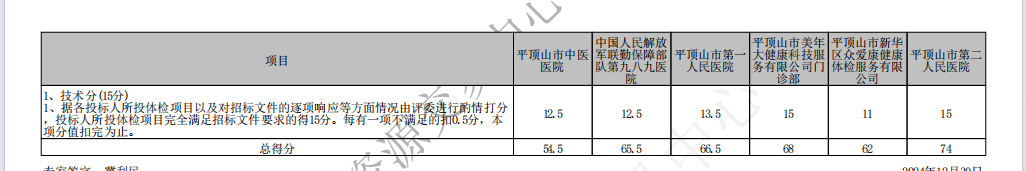 项目
平顶山市中医
医院
中国人民解放
军联勤保障部
队第九八九医
院
平顶山市第一
人民医院
平顶山市美年
大健康科技服
务有限公司门
诊部
平顶山市新华
区众爱康健康
体检服务有限
公司
平顶山市第二
人民医院
1、技术分(15分)
1、据各投标人所投体检项目以及对招标文件的逐项响应等方面情况由评委进行酌情打分
，投标人所投体检项目完全满足招标文件要求的得15分。每有一项不满足的扣0.5分，本
项分值扣完为止。
12.5
12.5
13.5
15
11
15
总得分
54.5
65.5
66.5
68
62
74
资源交易中心
中心